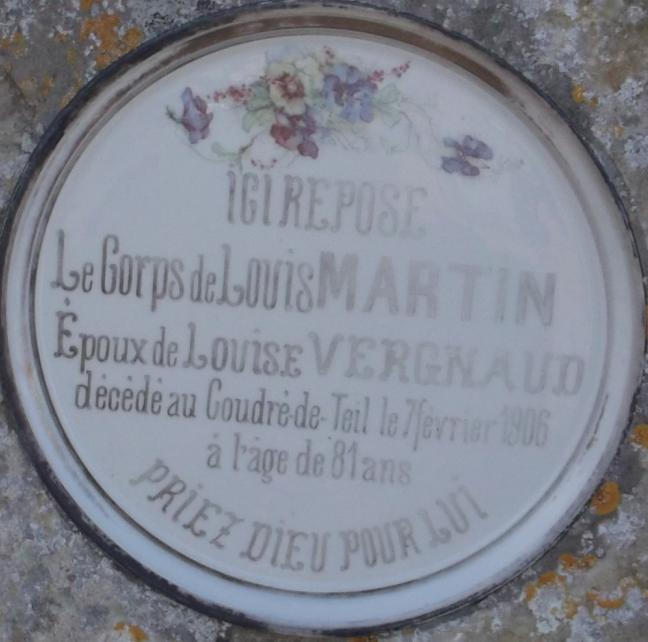 ICI REPOSE
Le Corps de Louis MARTIN
Époux de Louise VERGNAUD
décédé au Coudré-de-Teil le 7 février 1906
à l'âge de 81 ans
PRIEZ DIEU POUR LUI